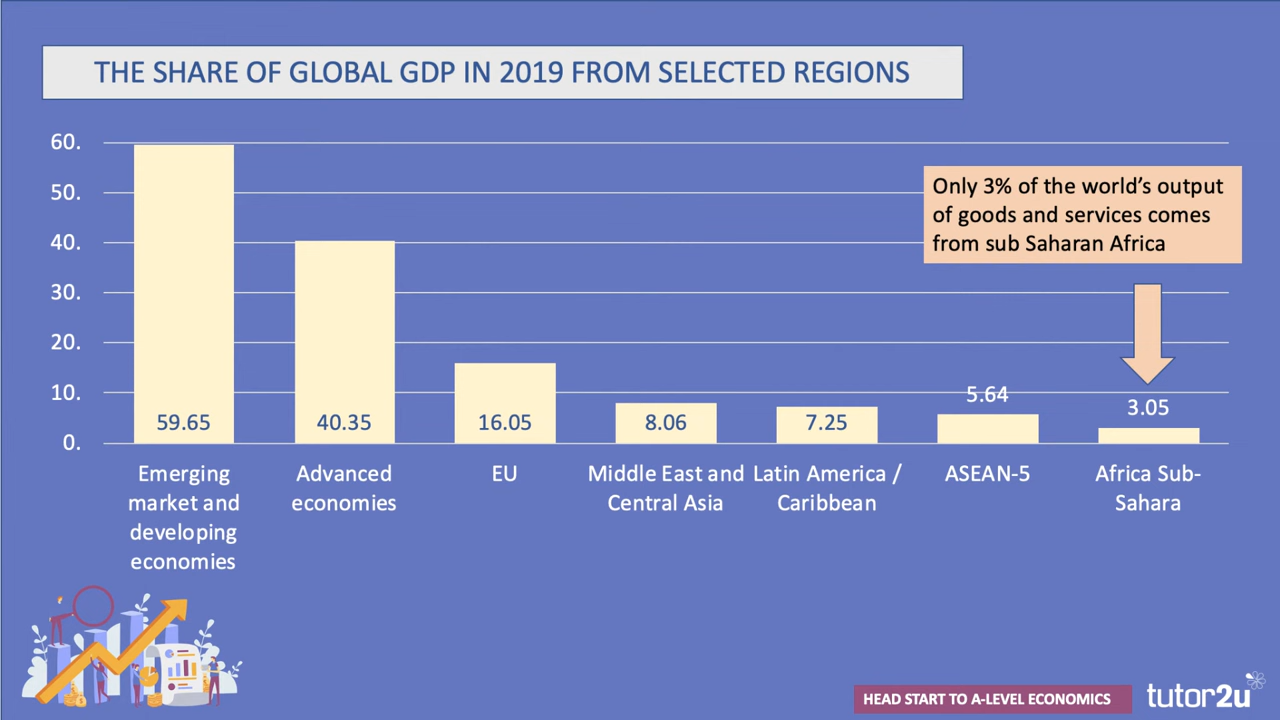 THE SHARE OF GLOBAL GDP IN 2019 FROM SELECTED REGIONS
60.
50.
40.
30.
20.
10.
0.
Only 3% of the world's output
of goods and services comes
from sub Saharan Africa
59.65
40.35
16.05
8.06
7.25
5.64
3.05
Emerging
market and
developing
economies
Advanced
economies
EU
Middle East and
Central Asia
Latin America /
Caribbean
ASEAN-5
Africa Sub-
Sahara
HEAD START TO A-LEVEL ECONOMICS
tutor2u